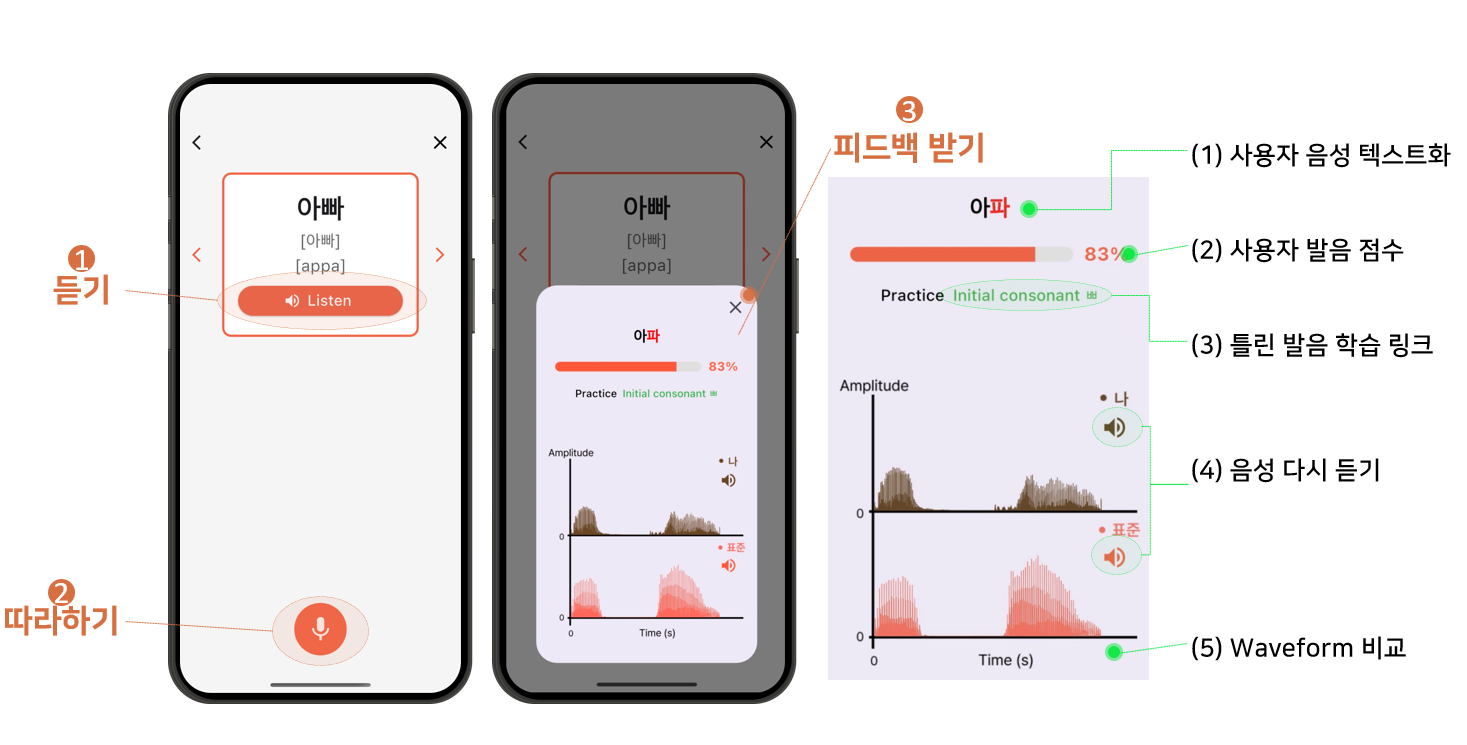 1
듣기
2
따라하기
아빠
[아빠]
[appa]
Listen
아빠
[아빠]
[appa]
아파
83%
Practice Initial consonant ㅃ
Amplitude
나
0
표준
0
0
Time (s)
3
피드백 받기
아파
83%
Practice Initial consonant ㅃ
Amplitude
나
0
표준
0
0
Time (s)
(1) 사용자 음성 텍스트화
(2) 사용자 발음 점수
(3) 틀린 발음 학습 링크
(4) 음성 다시 듣기
(5) Waveform 비교